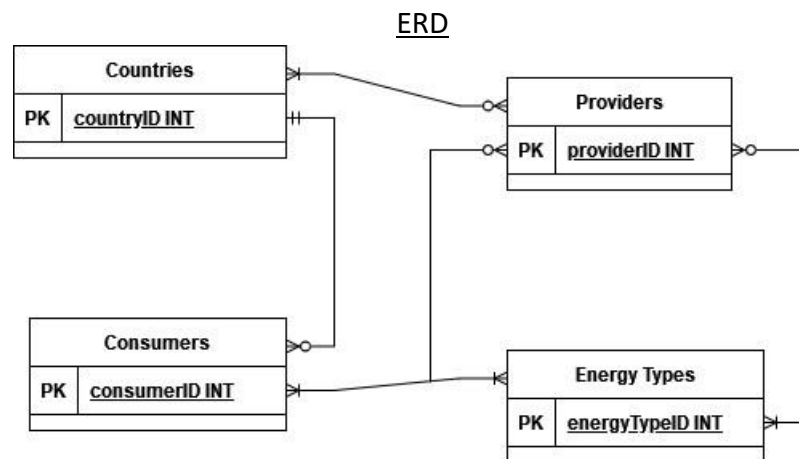 ERD
Countries
PK countryID INT
Providers
PK providerID INT
Consumers
PK consumerID INT
Energy Types
PK energyTypeID INT